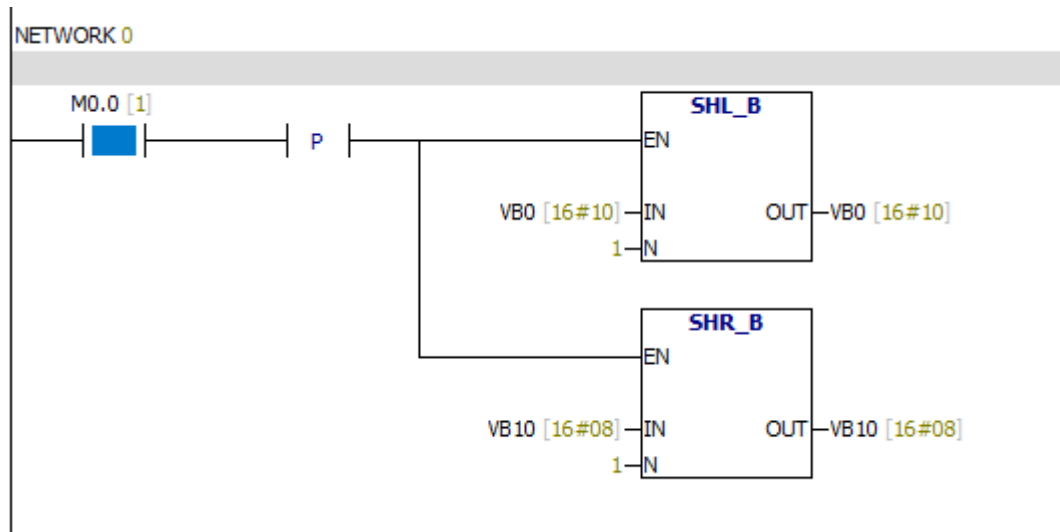 NETWORK 0
M0.0 [1]
P
SHL_B
EN
VB0 [16#10] IN OUT VB0 [16#10]
1 N
SHR_B
EN
VB10 [16#08] IN OUT VB10 [16#08]
1 N